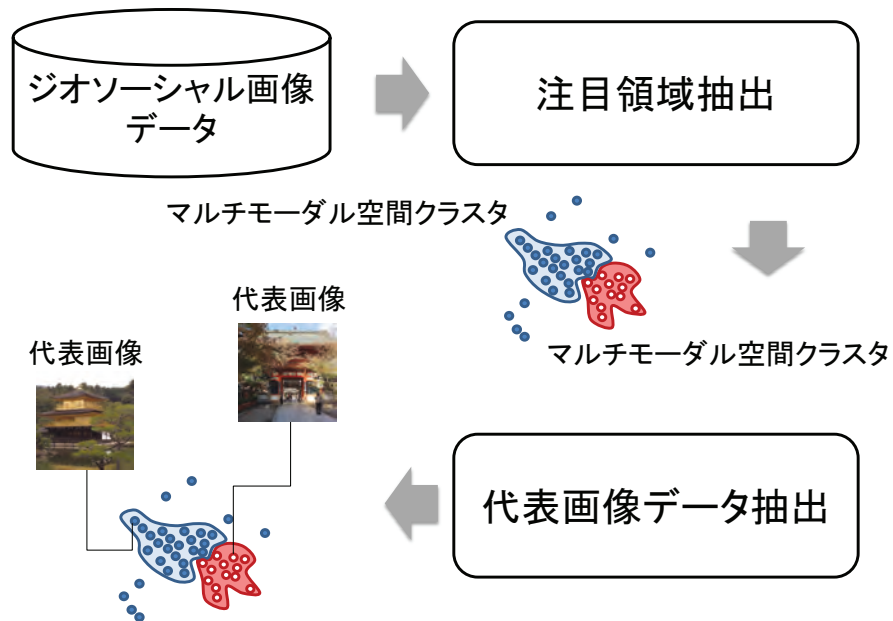 ジオソーシャル画像
データ
注目領域抽出
マルチモーダル空間クラスタ
マルチモーダル空間クラスタ
代表画像
代表画像
代表画像データ抽出